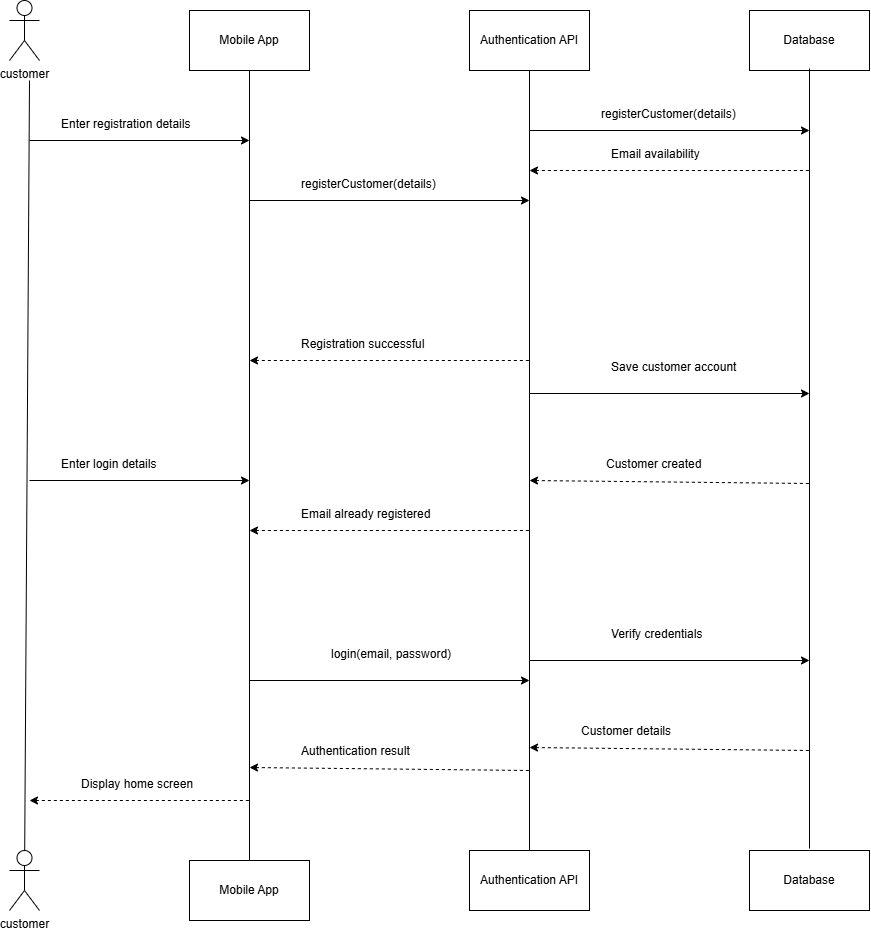 customer
Mobile App
Authentication API
Database
Enter registration details
registerCustomer(details)
Email availability
registerCustomer(details)
Registration successful
Save customer account
Enter login details
Customer created
Email already registered
Verify credentials
login(email, password)
Customer details
Authentication result
Display home screen
customer
Mobile App
Authentication API
Database